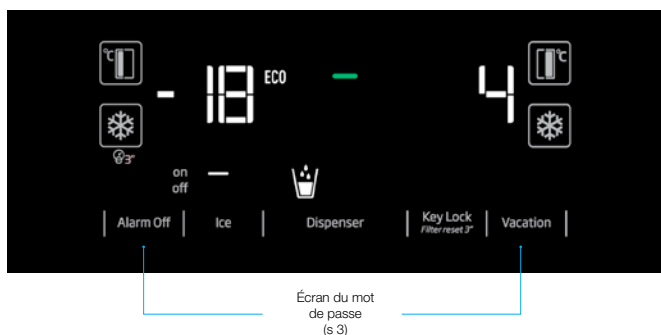 °C
- 18 ECO
4
°C
3"
on
off
Alarm Off
Ice
Dispenser
Key Lock
Filter reset 3"
Vacation
Écran du mot
de passe
(s 3)